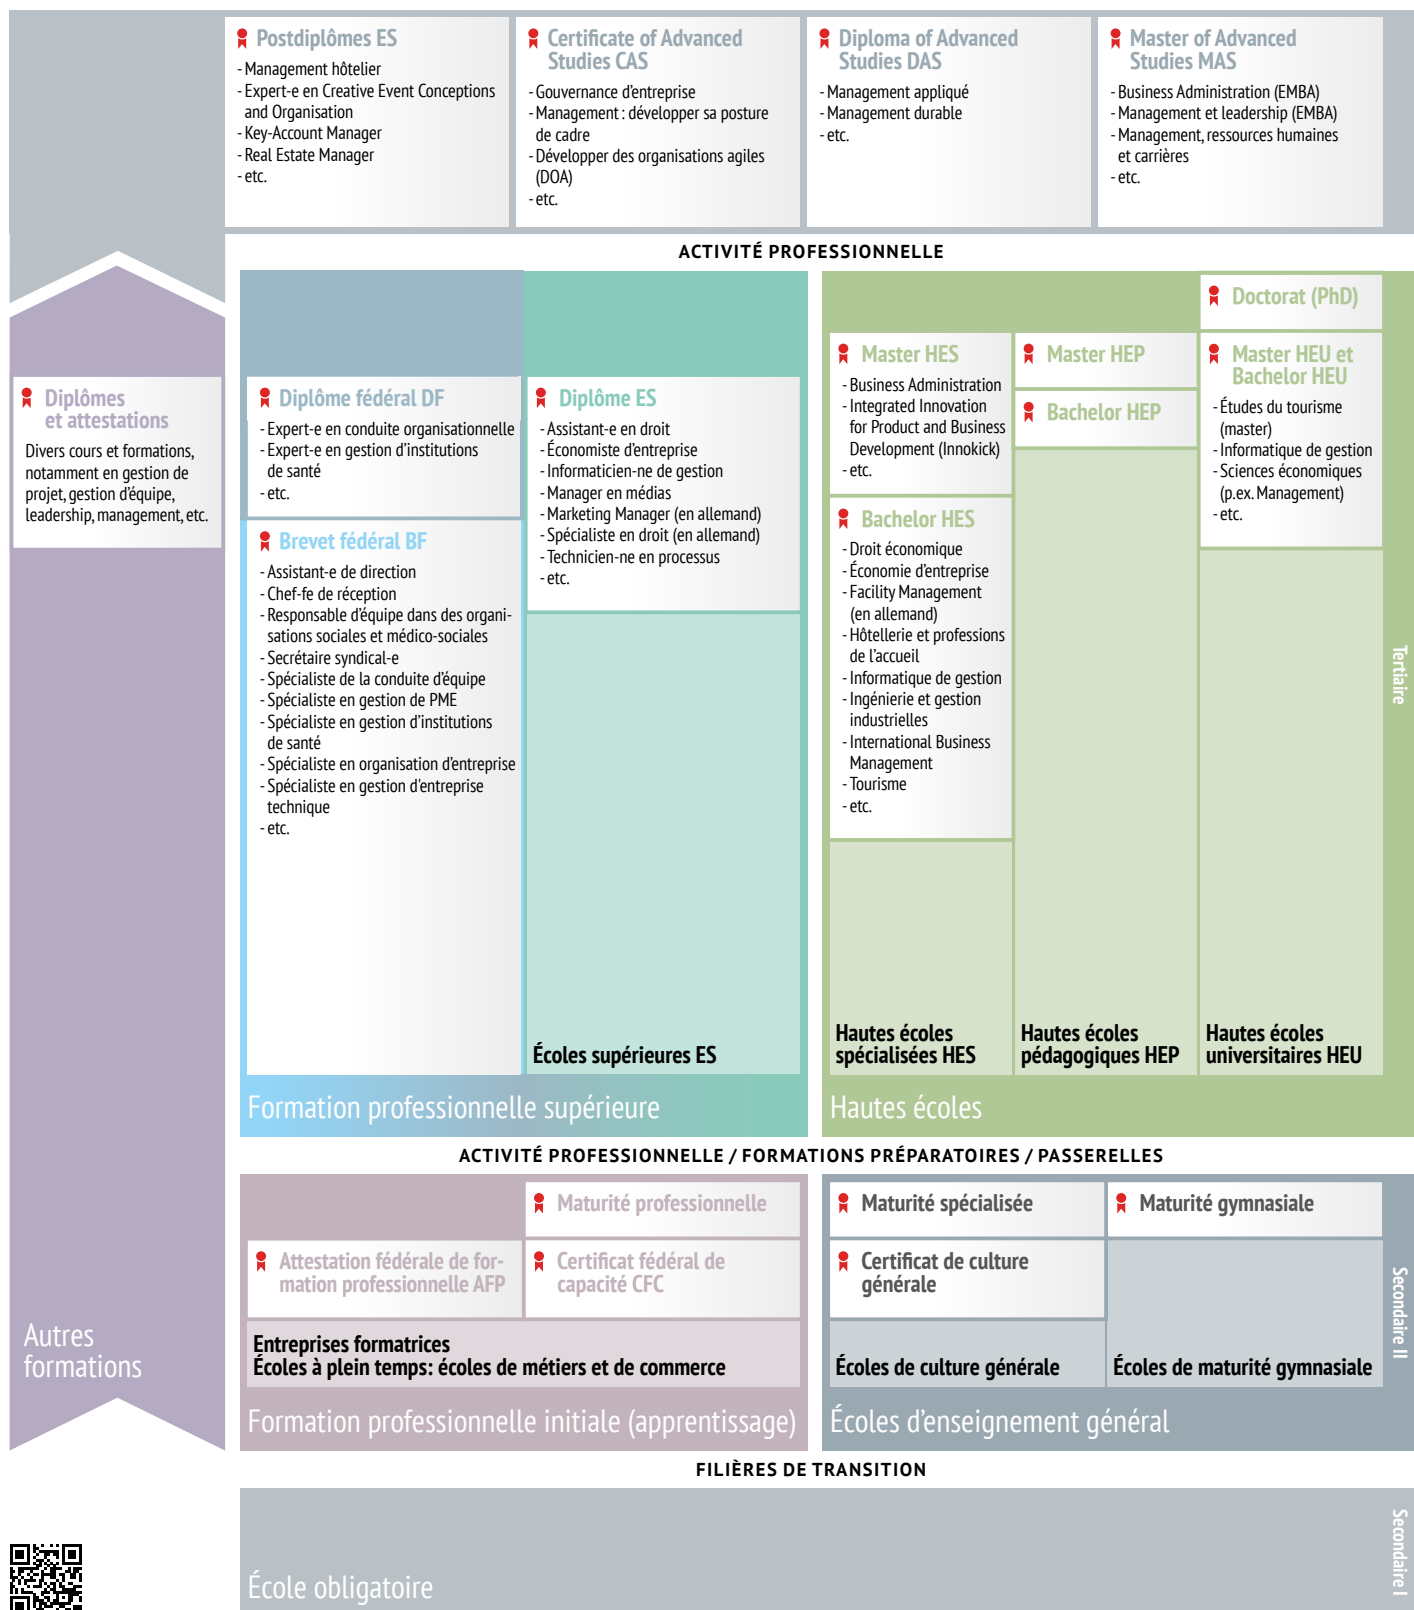 Postdiplômes ES
- Management hôtelier
- Expert-e en Creative Event Conceptions
and Organisation
- Key-Account Manager
- Real Estate Manager
- etc.
Certificate of Advanced
Studies CAS
- Gouvernance d'entreprise
- Management : développer sa posture
de cadre
- Développer des organisations agiles
(DOA)
- etc.
Diploma of Advanced
Studies DAS
- Management appliqué
- Management durable
- etc.
Master of Advanced
Studies MAS
- Business Administration (EMBA)
- Management et leadership (EMBA)
- Management, ressources humaines
et carrières
- etc.
ACTIVITÉ PROFESSIONNELLE
Diplômes
et attestations
Divers cours et formations,
notamment en gestion de
projet, gestion d'équipe,
leadership, management, etc.
Autres
formations
Diplôme fédéral DF
- Expert-e en conduite organisationnelle
- Expert-e en gestion d'institutions
de santé
- etc.
Brevet fédéral BF
- Assistant-e de direction
- Chef-fe de réception
- Responsable d'équipe dans des organi-
sations sociales et médico-sociales
- Secrétaire syndical-e
- Spécialiste de la conduite d'équipe
- Spécialiste en gestion de PME
- Spécialiste en gestion d'institutions
de santé
- Spécialiste en organisation d'entreprise
- Spécialiste en gestion d'entreprise
technique
- etc.
Diplôme ES
- Assistant-e en droit
- Économiste d'entreprise
- Informaticien-ne de gestion
- Manager en médias
- Marketing Manager (en allemand)
- Spécialiste en droit (en allemand)
- Technicien-ne en processus
- etc.
Écoles supérieures ES
Formation professionnelle supérieure
Master HES
- Business Administration
- Integrated Innovation
for Product and Business
Development (Innokick)
- etc.
Bachelor HES
- Droit économique
- Économie d'entreprise
- Facility Management
(en allemand)
- Hôtellerie et professions
de l'accueil
- Informatique de gestion
- Ingénierie et gestion
industrielles
- International Business
Management
- Tourisme
- etc.
Hautes écoles
spécialisées HES
Master HEP
Bachelor HEP
Hautes écoles
pédagogiques HEP
Doctorat (PhD)
Master HEU et
Bachelor HEU
- Études du tourisme
(master)
- Informatique de gestion
- Sciences économiques
(p.ex. Management)
- etc.
Hautes écoles
universitaires HEU
Hautes écoles
Tertiaire
ACTIVITÉ PROFESSIONNELLE / FORMATIONS PRÉPARATOIRES / PASSERELLES
Maturité professionnelle
Attestation fédérale de for-
mation professionnelle AFP
Certificat fédéral de
capacité CFC
Entreprises formatrices
Écoles à plein temps: écoles de métiers et de commerce
Formation professionnelle initiale (apprentissage)
Maturité spécialisée
Certificat de culture
générale
Écoles de culture générale
Maturité gymnasiale
Écoles de maturité gymnasiale
Écoles d'enseignement général
Secondaire II
FILIÈRES DE TRANSITION
École obligatoire
Secondaire I